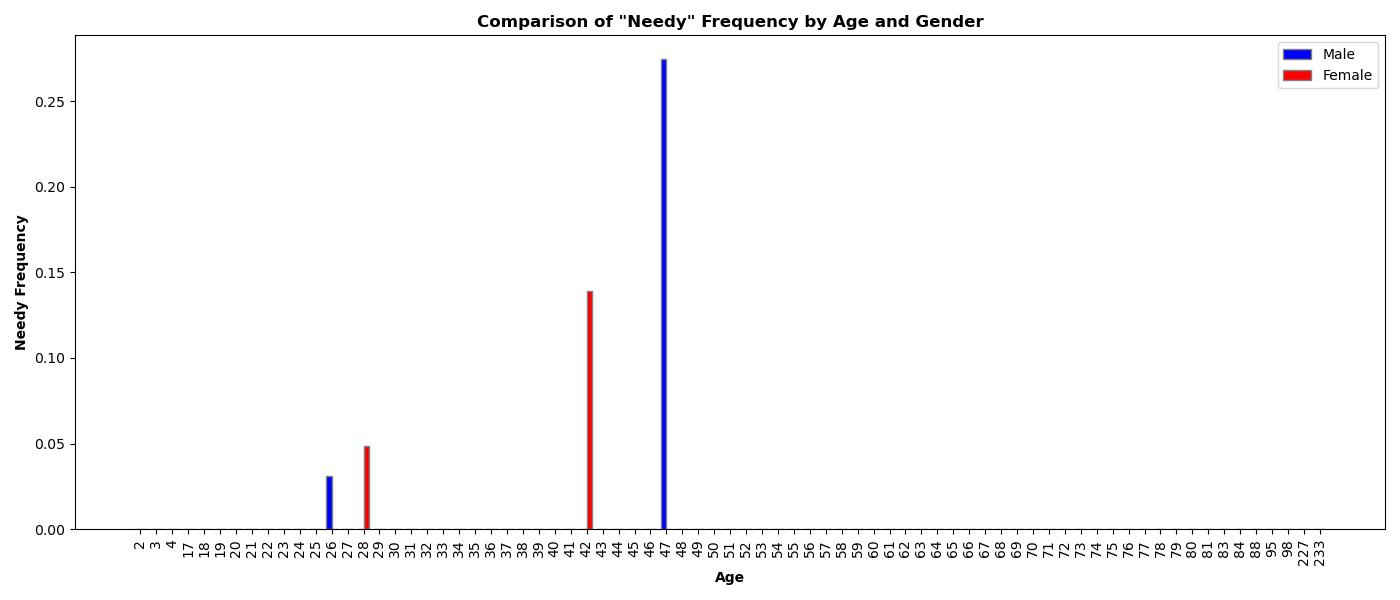 Comparison of "Needy" Frequency by Age and Gender
Male
Female
Needy Frequency
0.25
0.20
0.15
0.10
0.05
0.00
2 3 4 17 18 19 20 21 22 23 24 25 26 27 28 29 30 31 32 33 34 35 36 37 38 39 40 41 42 43 44 45 46 47 48 49 50 51 52 53 54 55 56 57 58 59 60 61 62 63 64 65 66 67 68 69 70 71 72 73 74 75 76 77 78 79 80 81 83 84 88 95 98 227 233
Age